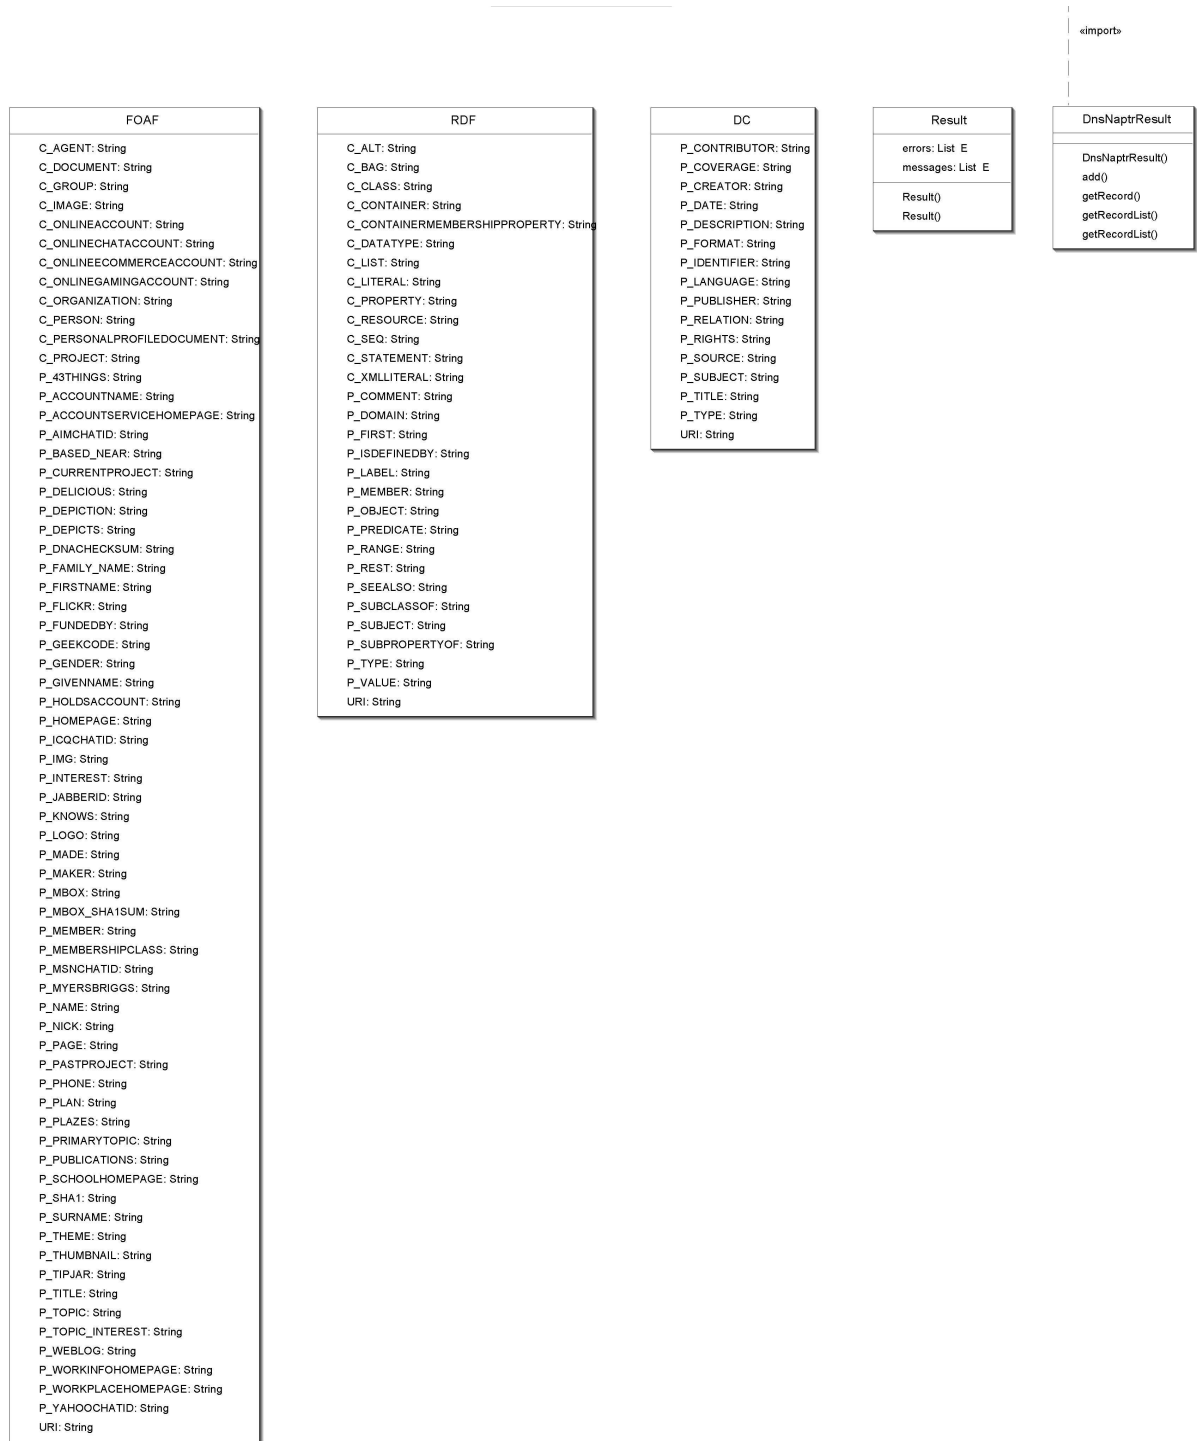 «import»
FOAF
C_AGENT: String
C_DOCUMENT: String
C_GROUP: String
C_IMAGE: String
C_ONLINEACCOUNT: String
C_ONLINECHATACCOUNT: String
C_ONLINEECOMMERCEACCOUNT: String
C_ONLINEGAMINGACCOUNT: String
C_ORGANIZATION: String
C_PERSON: String
C_PERSONALPROFILEDOCUMENT: String
C_PROJECT: String
P_43THINGS: String
P_ACCOUNTNAME: String
P_ACCOUNTSERVICEHOMEPAGE: String
P_AIMCHATID: String
P_BASED_NEAR: String
P_CURRENTPROJECT: String
P_DELICIOUS: String
P_DEPICTION: String
P_DEPICTS: String
P_DNACHECKSUM: String
P_FAMILY_NAME: String
P_FIRSTNAME: String
P_FLICKR: String
P_FUNDEDBY: String
P_GEEKCODE: String
P_GENDER: String
P_GIVENNAME: String
P_HOLDSACCOUNT: String
P_HOMEPAGE: String
P_ICQCHATID: String
P_IMG: String
P_INTEREST: String
P_JABBERID: String
P_KNOWS: String
P_LOGO: String
P_MADE: String
P_MAKER: String
P_MBOX: String
P_MBOX_SHA1SUM: String
P_MEMBER: String
P_MEMBERSHIPCLASS: String
P_MSNCHATID: String
P_MYERSBRIGGS: String
P_NAME: String
P_NICK: String
P_PAGE: String
P_PASTPROJECT: String
P_PHONE: String
P_PLAN: String
P_PLAZES: String
P_PRIMARYTOPIC: String
P_PUBLICATIONS: String
P_SCHOOLHOMEPAGE: String
P_SHA1: String
P_SURNAME: String
P_THEME: String
P_THUMBNAIL: String
P_TIPJAR: String
P_TITLE: String
P_TOPIC: String
P_TOPIC_INTEREST: String
P_WEBLOG: String
P_WORKINFOHOMEPAGE: String
P_WORKPLACEHOMEPAGE: String
P_YAHOOCHATID: String
URI: String
RDF
C_ALT: String
C_BAG: String
C_CLASS: String
C_CONTAINER: String
C_CONTAINERMEMBERSHIPPROPERTY: String
C_DATATYPE: String
C_LIST: String
C_LITERAL: String
C_PROPERTY: String
C_RESOURCE: String
C_SEQ: String
C_STATEMENT: String
C_XMLLITERAL: String
P_COMMENT: String
P_DOMAIN: String
P_FIRST: String
P_ISDEFINEDBY: String
P_LABEL: String
P_MEMBER: String
P_OBJECT: String
P_PREDICATE: String
P_RANGE: String
P_REST: String
P_SEEALSO: String
P_SUBCLASSOF: String
P_SUBJECT: String
P_SUBPROPERTYOF: String
P_TYPE: String
P_VALUE: String
URI: String
DC
P_CONTRIBUTOR: String
P_COVERAGE: String
P_CREATOR: String
P_DATE: String
P_DESCRIPTION: String
P_FORMAT: String
P_IDENTIFIER: String
P_LANGUAGE: String
P_PUBLISHER: String
P_RELATION: String
P_RIGHTS: String
P_SOURCE: String
P_SUBJECT: String
P_TITLE: String
P_TYPE: String
URI: String
Result
errors: List E
messages: List E
Result()
Result()
DnsNaptrResult
DnsNaptrResult()
add()
getRecord()
getRecordList()
getRecordList()